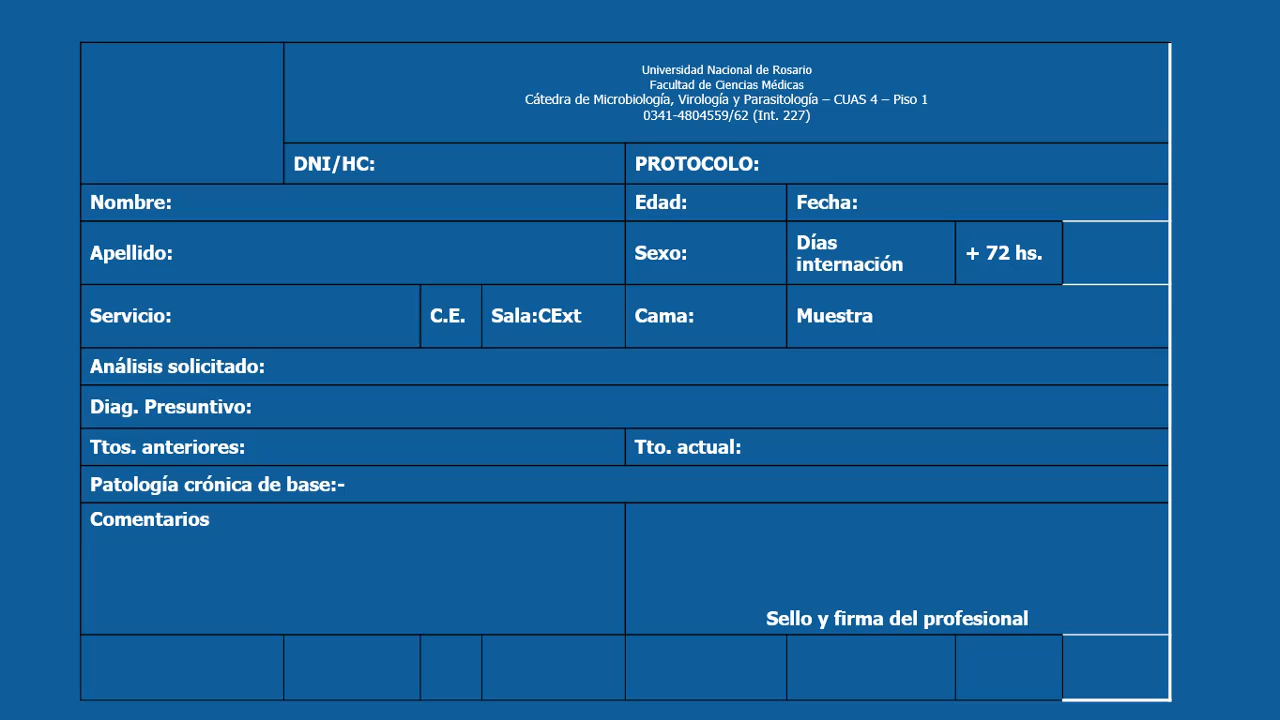 Universidad Nacional de Rosario
Facultad de Ciencias Médicas
Cátedra de Microbiología, Virología y Parasitología – CUAS 4 – Piso 1
0341-4804559/62 (Int. 227)
DNI/HC:
PROTOCOLO:
Nombre:
Edad:
Fecha:
Apellido:
Sexo:
Días
internación
+ 72 hs.
Servicio:
C.E.
Sala:CExt
Cama:
Muestra
Análisis solicitado:
Diag. Presuntivo:
Ttos. anteriores:
Tto. actual:
Patología crónica de base:-
Comentarios
Sello y firma del profesional